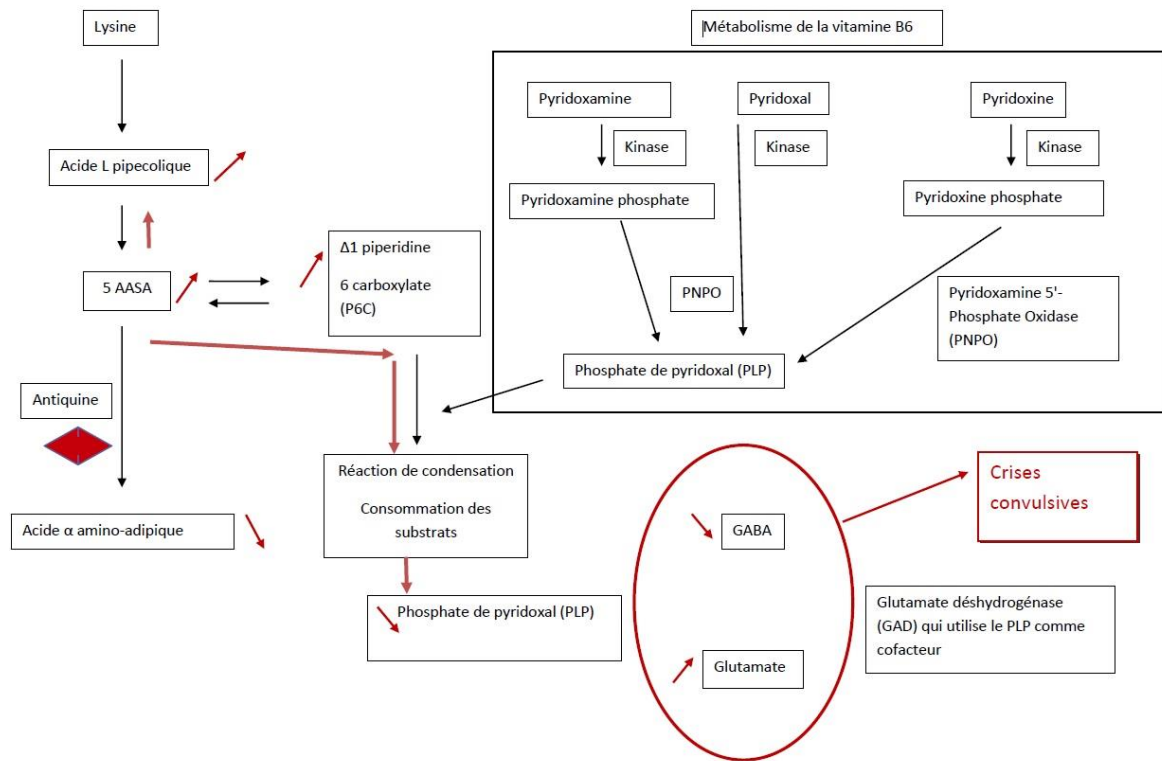 Lysine
Métabolisme de la vitamine B6
Pyridoxamine
Pyridoxal
Pyridoxine
Kinase
Kinase
Kinase
Acide L pipecolique
Pyridoxamine phosphate
Pyridoxine phosphate
Δ1 piperidine
6 carboxylate
(P6C)
5 AASA
PNPO
Pyridoxamine 5'-
Phosphate Oxidase
(PNPO)
Phosphate de pyridoxal (PLP)
Antiquine
Réaction de condensation
Consommation des
substrats
Acide α amino-adipique
Phosphate de pyridoxal (PLP)
GABA
Glutamate
Crises
convulsives
Glutamate déshydrogénase
(GAD) qui utilise le PLP comme
cofacteur